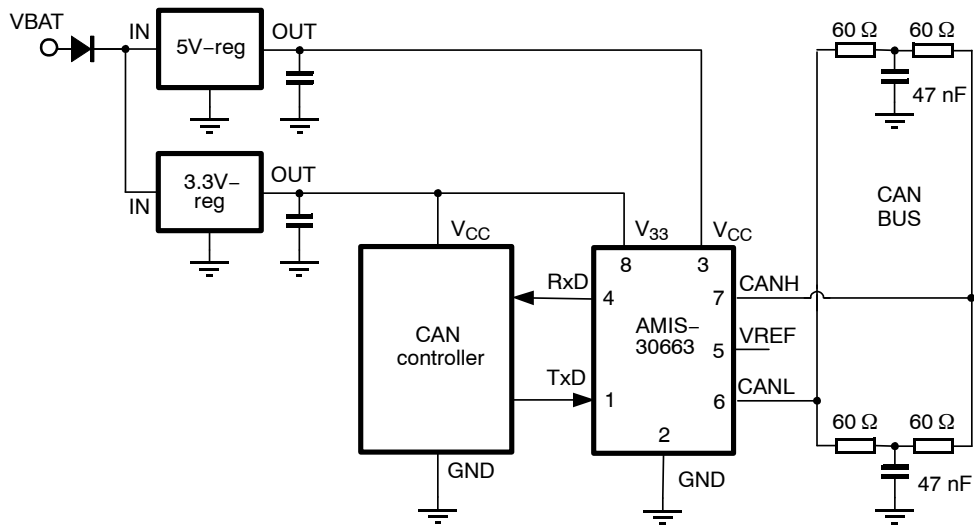 VBAT
IN
5V–reg
OUT
60 Ω
60 Ω
47 nF
3.3V–
reg
OUT
IN
CAN
BUS
VCC
V33
VCC
8
3
RxD
4
7
CANH
CAN
controller
AMIS–
30663
5
VREF
TxD
1
6
CANL
2
60 Ω
60 Ω
GND
GND
47 nF